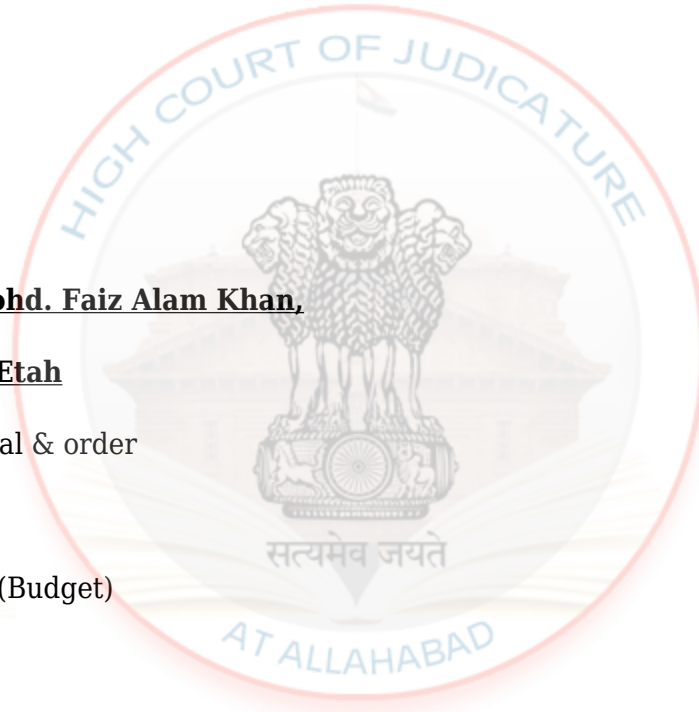 HIGH COURT OF JUDICATURE
ohd. Faiz Alam Khan,
Etah
al & order
सत्यमेव जयते
(Budget)
AT ALLAHABAD